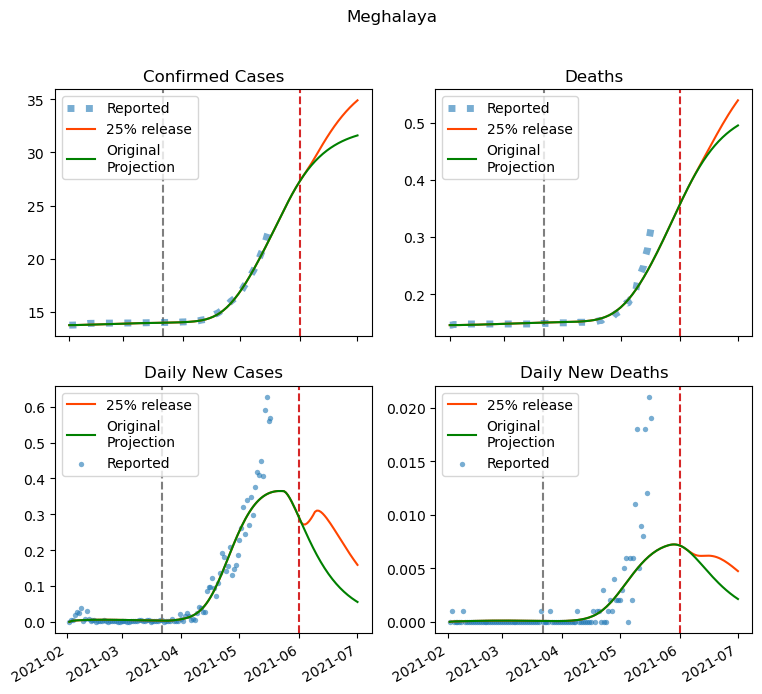 Meghalaya
Confirmed Cases
35
30
25
20
15
Reported
25% release
Original
Projection
Deaths
0.5
0.4
0.3
0.2
Reported
25% release
Original
Projection
Daily New Cases
0.6
0.5
0.4
0.3
0.2
0.1
0.0
25% release
Original
Projection
Reported
2021-02
2021-03
2021-04
2021-05
2021-06
2021-07
Daily New Deaths
0.020
0.015
0.010
0.005
0.000
25% release
Original
Projection
Reported
2021-02
2021-03
2021-04
2021-05
2021-06
2021-07